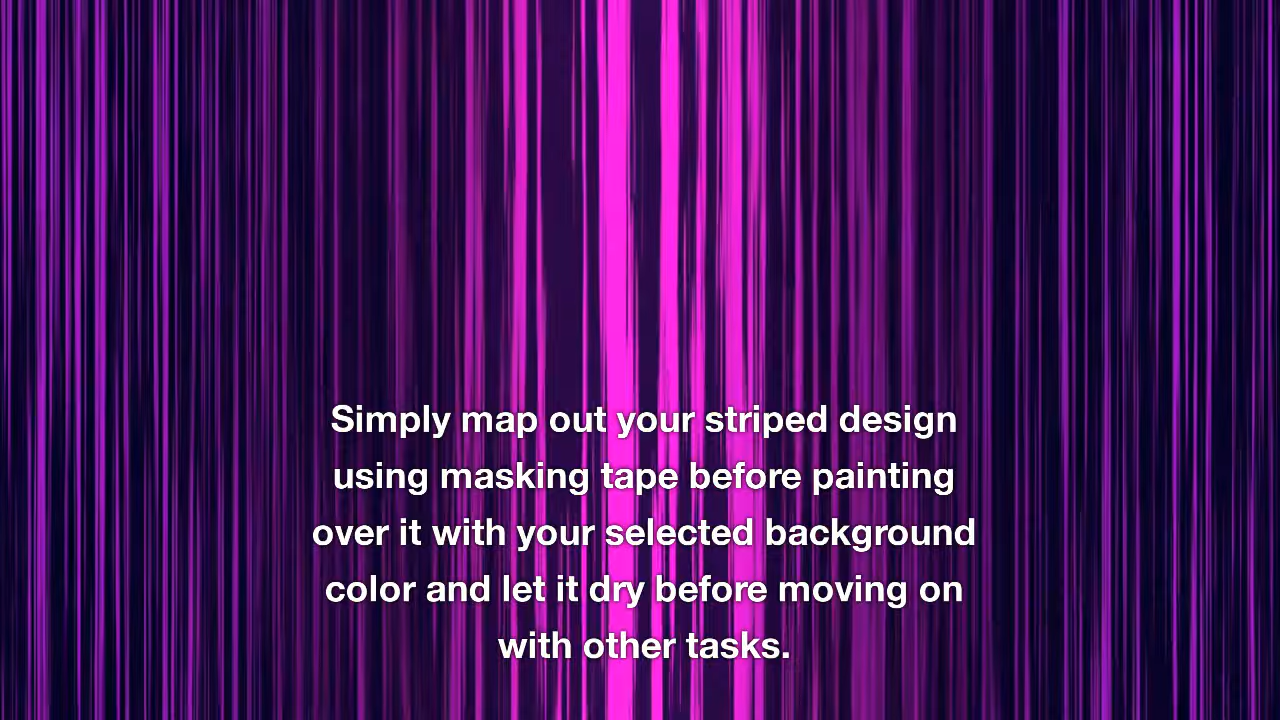 Simply map out your striped design
using masking tape before painting
over it with your selected background
color and let it dry before moving on
with other tasks.